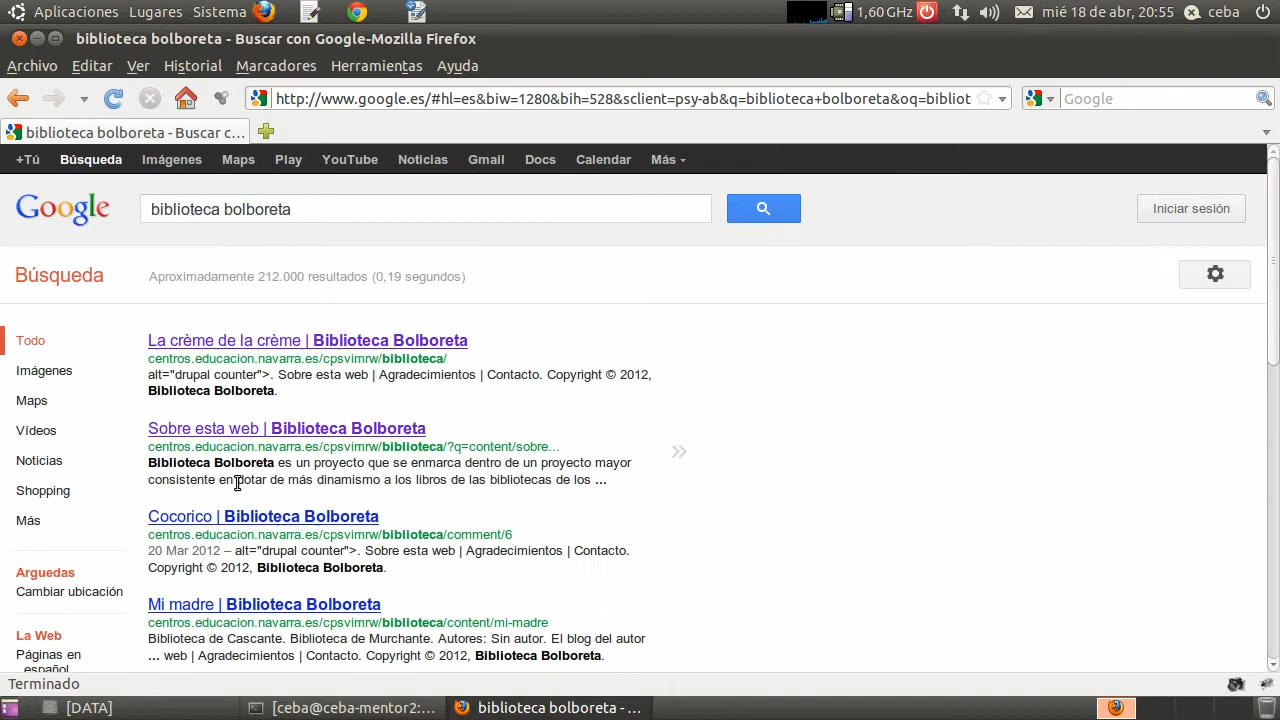 Aplicaciones Lugares Sistema 1,60 GHz mié 18 de abr, 20:55 ceba
biblioteca bolboreta - Buscar con Google-Mozilla Firefox
Archivo Editar Ver Historial Marcadores Herramientas Ayuda
http://www.google.es/#hl=es&biw=1280&bih=528&sclient=psy-ab&q=biblioteca+bolboreta&oq=bibliot Google
biblioteca bolboreta - Buscar c...
+Tú Búsqueda Imágenes Maps Play YouTube Noticias Gmail Docs Calendar Más
Google biblioteca bolboreta Iniciar sesión
Búsqueda Aproximadamente 212.000 resultados (0,19 segundos)
Todo
Imágenes
Maps
Vídeos
Noticias
Shopping
Más
Arguedas
Cambiar ubicación
La Web
Páginas en
español
La crème de la crème | Biblioteca Bolboreta
centros.educacion.navarra.es/cpsvimrw/biblioteca/
alt="drupal counter">. Sobre esta web | Agradecimientos | Contacto. Copyright © 2012,
Biblioteca Bolboreta.
Sobre esta web | Biblioteca Bolboreta
centros.educacion.navarra.es/cpsvimrw/biblioteca/?q=content/sobre...
Biblioteca Bolboreta es un proyecto que se enmarca dentro de un proyecto mayor
consistente en dotar de más dinamismo a los libros de las bibliotecas de los ...
Cocorico | Biblioteca Bolboreta
centros.educacion.navarra.es/cpsvimrw/biblioteca/comment/6
20 Mar 2012 – alt="drupal counter">. Sobre esta web | Agradecimientos | Contacto.
Copyright © 2012, Biblioteca Bolboreta.
Mi madre | Biblioteca Bolboreta
centros.educacion.navarra.es/cpsvimrw/biblioteca/content/mi-madre
Biblioteca de Cascante. Biblioteca de Murchante. Autores: Sin autor. El blog del autor
... web | Agradecimientos | Contacto. Copyright © 2012, Biblioteca Bolboreta.
Terminado
[DATA] [ceba@ceba-mentor2:... biblioteca bolboreta - ...